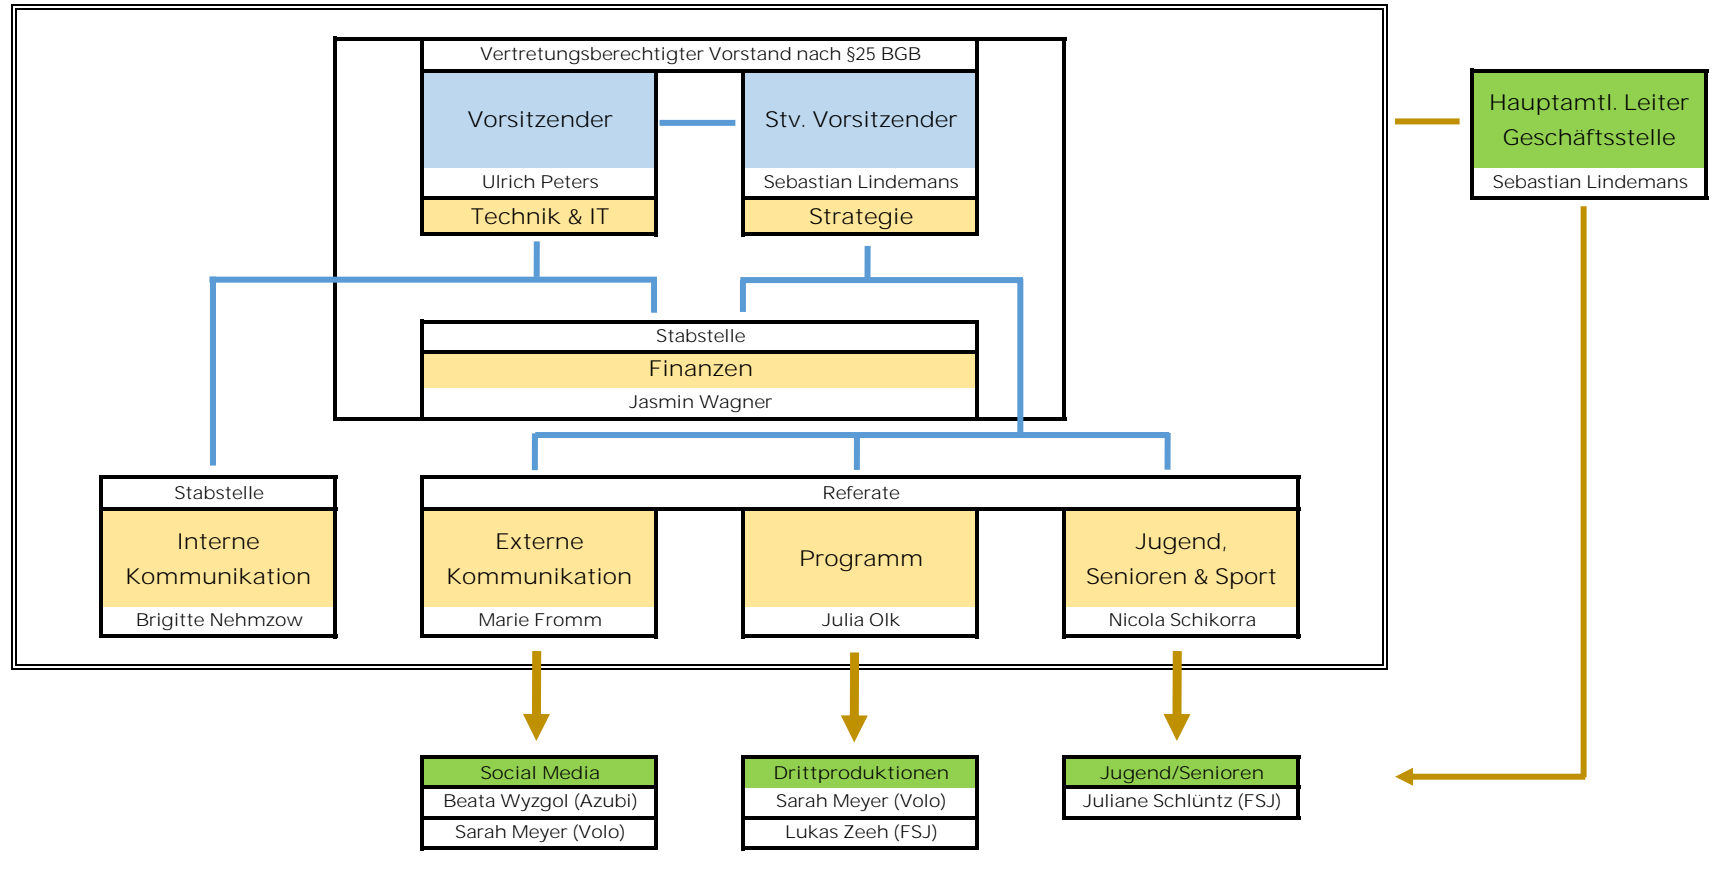 Vertretungsberechtigter Vorstand nach §25 BGB
Vorsitzender
Stv. Vorsitzender
Ulrich Peters
Sebastian Lindemans
Technik & IT
Strategie
Hauptamtl. Leiter
Geschäftsstelle
Sebastian Lindemans
Stabstelle
Finanzen
Jasmin Wagner
Stabstelle
Interne
Kommunikation
Brigitte Nehmzow
Referate
Externe
Kommunikation
Marie Fromm
Programm
Julia Olk
Jugend,
Senioren & Sport
Nicola Schikorra
Social Media
Beata Wyzgol (Azubi)
Sarah Meyer (Volo)
Drittproduktionen
Sarah Meyer (Volo)
Lukas Zeeh (FSJ)
Jugend/Senioren
Juliane Schlüntz (FSJ)